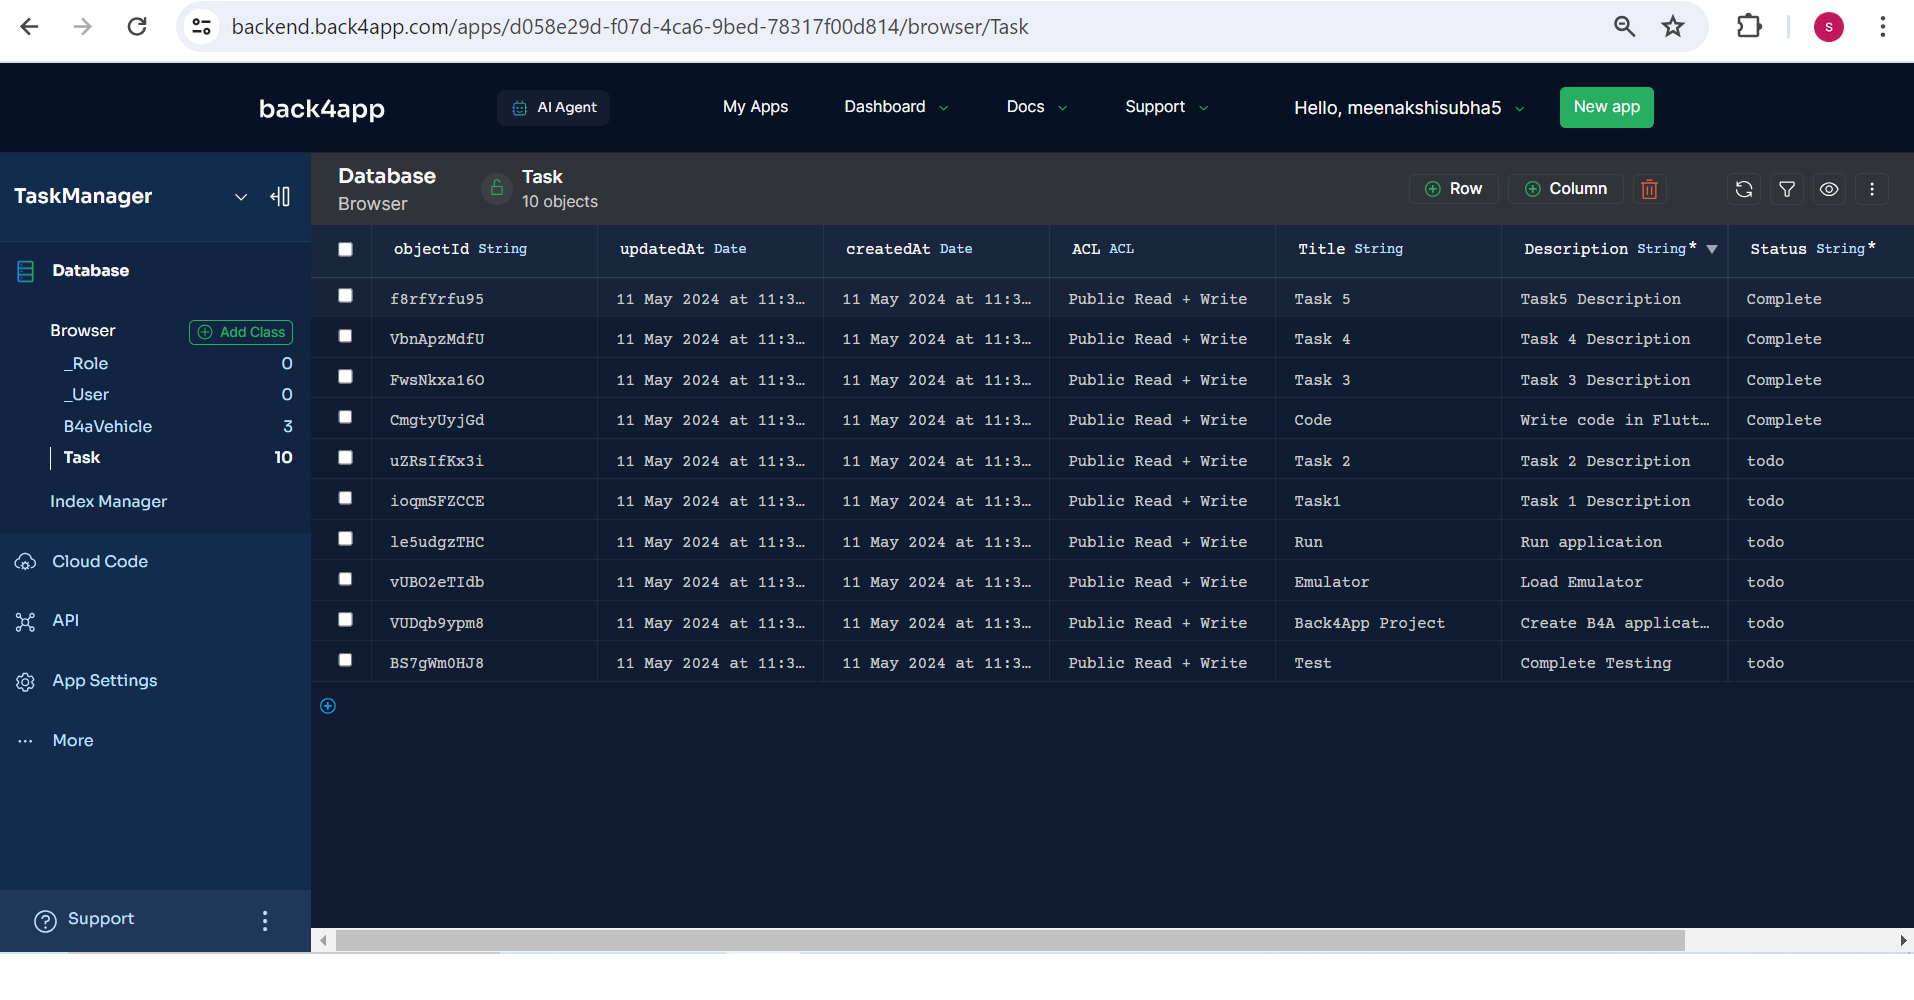 backend.back4app.com/apps/d058e29d-f07d-4ca6-9bed-78317f00d814/browser/Task
S
back4app AI Agent My Apps Dashboard Docs Support Hello, meenakshisubha5 New app
TaskManager
Database
Browser Add Class
_Role 0
_User 0
B4aVehicle 3
Task 10
Index Manager
Cloud Code
API
App Settings
More
Support
Database
Browser
Task
10 objects
Row Column
objectId String updatedAt Date createdAt Date ACL ACL Title String Description String* Status String*
f8rfYrfu95 11 May 2024 at 11:3… 11 May 2024 at 11:3… Public Read + Write Task 5 Task5 Description Complete
VbnApzMdfU 11 May 2024 at 11:3… 11 May 2024 at 11:3… Public Read + Write Task 4 Task 4 Description Complete
FwsNkxa16O 11 May 2024 at 11:3… 11 May 2024 at 11:3… Public Read + Write Task 3 Task 3 Description Complete
CmgtyUyjGd 11 May 2024 at 11:3… 11 May 2024 at 11:3… Public Read + Write Code Write code in Flutt… Complete
uZRsIfKx3i 11 May 2024 at 11:3… 11 May 2024 at 11:3… Public Read + Write Task 2 Task 2 Description todo
ioqmSFZCCE 11 May 2024 at 11:3… 11 May 2024 at 11:3… Public Read + Write Task1 Task 1 Description todo
le5udgzTHC 11 May 2024 at 11:3… 11 May 2024 at 11:3… Public Read + Write Run Run application todo
vUBO2eTIdb 11 May 2024 at 11:3… 11 May 2024 at 11:3… Public Read + Write Emulator Load Emulator todo
VUDqb9ypm8 11 May 2024 at 11:3… 11 May 2024 at 11:3… Public Read + Write Back4App Project Create B4A applicat… todo
BS7gWm0HJ8 11 May 2024 at 11:3… 11 May 2024 at 11:3… Public Read + Write Test Complete Testing todo